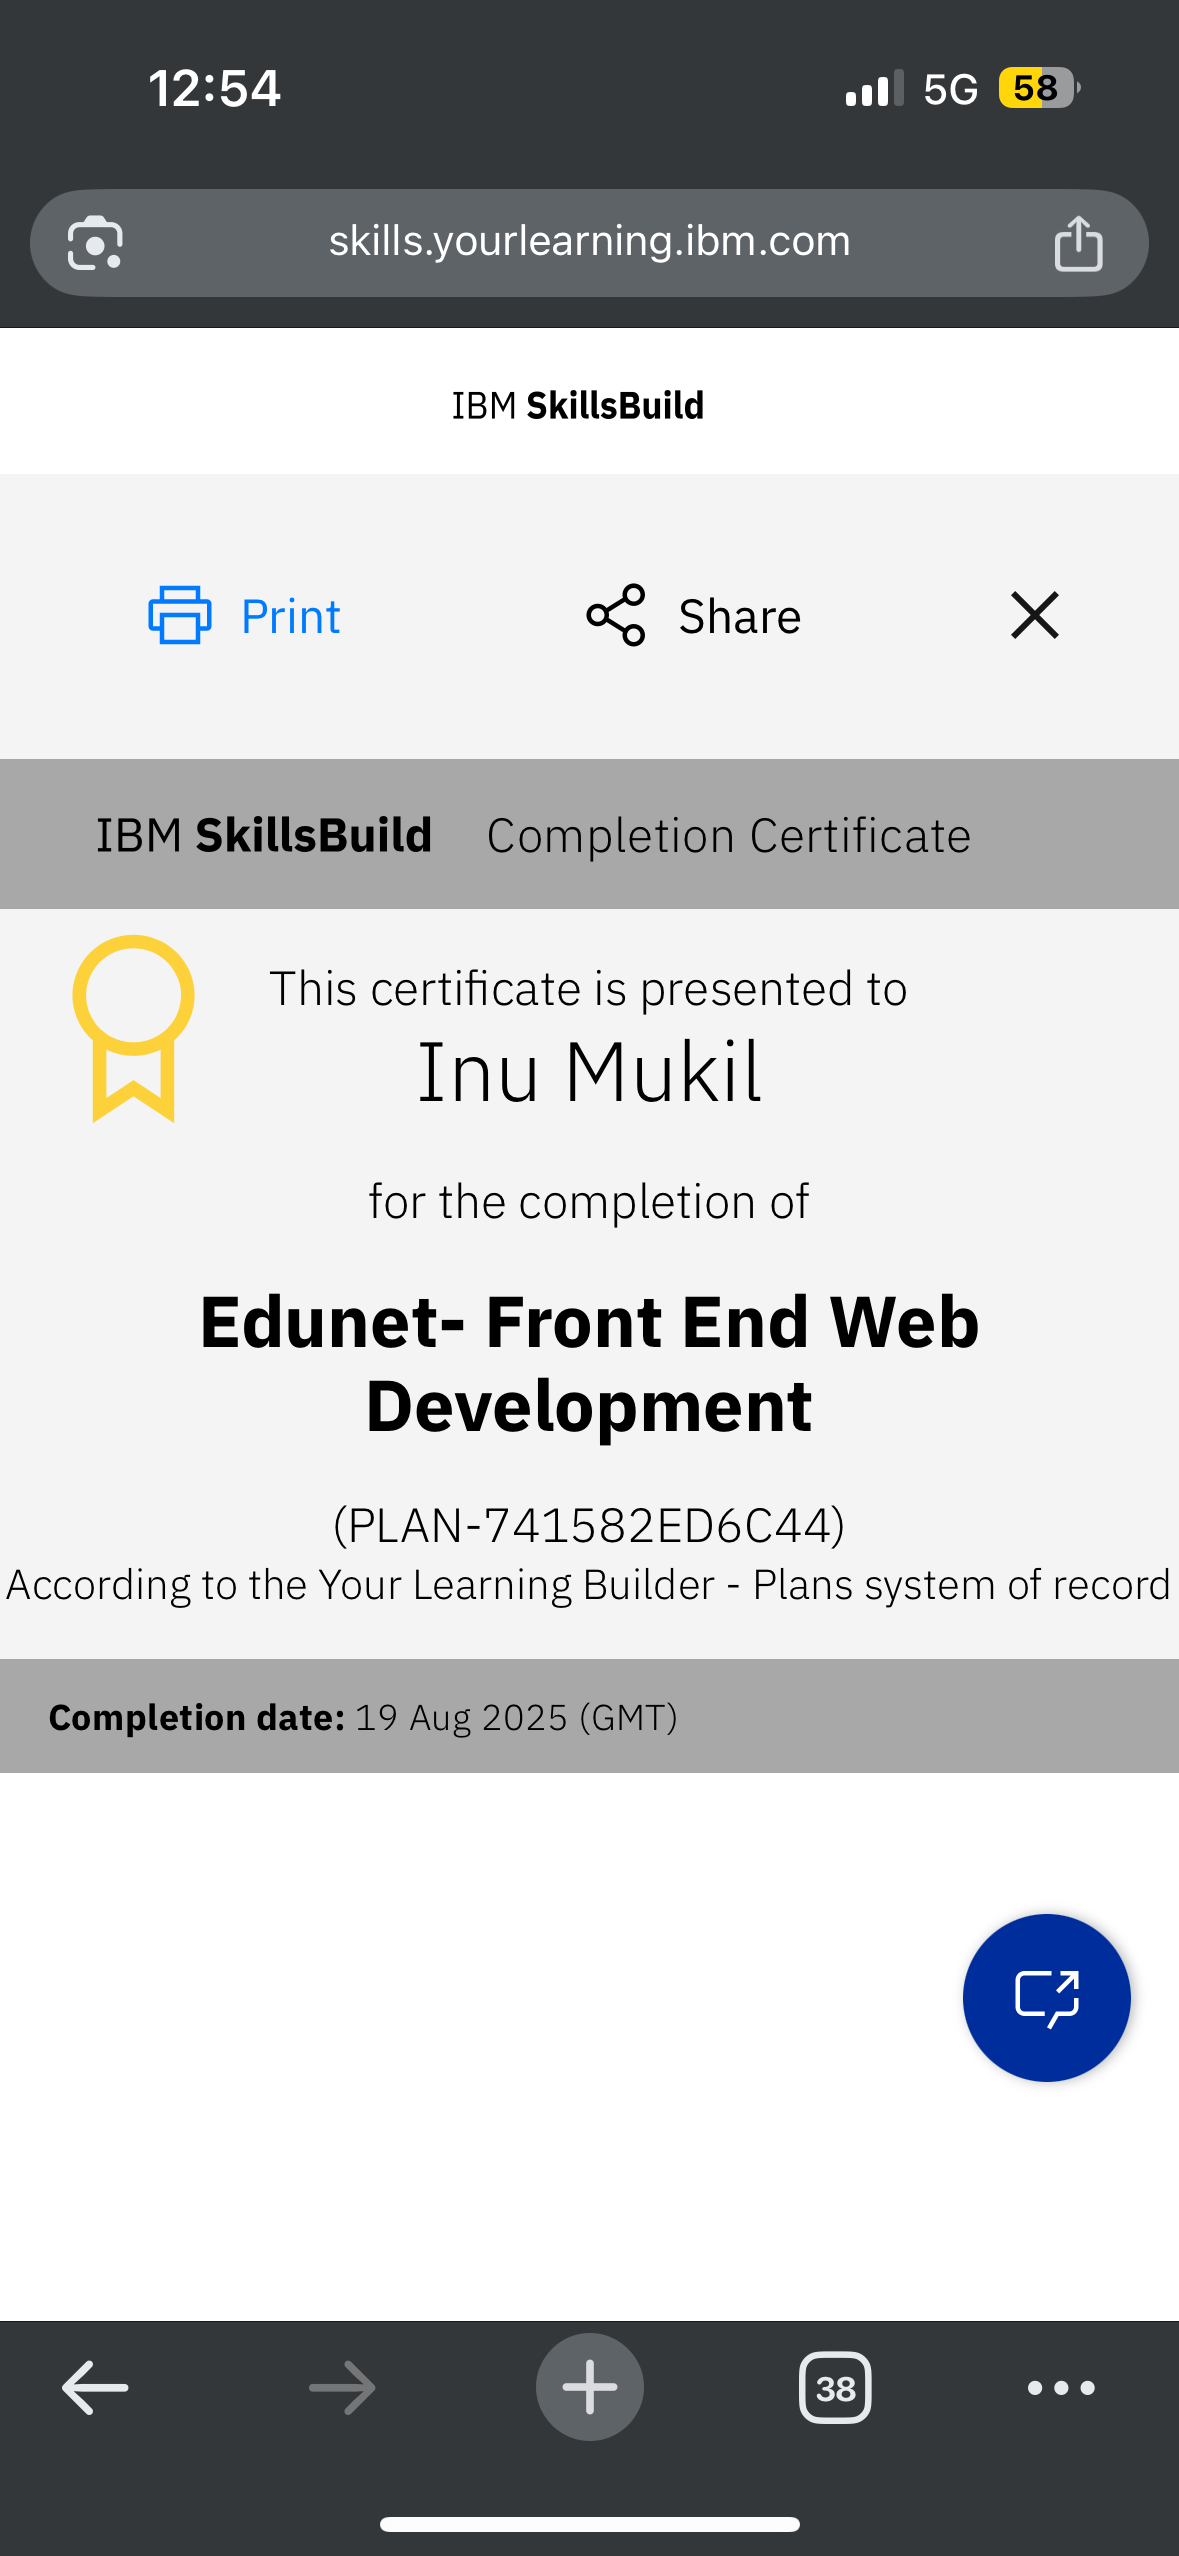 12:54
5G
58
skills.yourlearning.ibm.com
IBM SkillsBuild
Print
Share
IBM SkillsBuild Completion Certificate
This certificate is presented to
Inu Mukil
for the completion of
Edunet- Front End Web
Development
(PLAN-741582ED6C44)
According to the Your Learning Builder - Plans system of record
Completion date: 19 Aug 2025 (GMT)
38